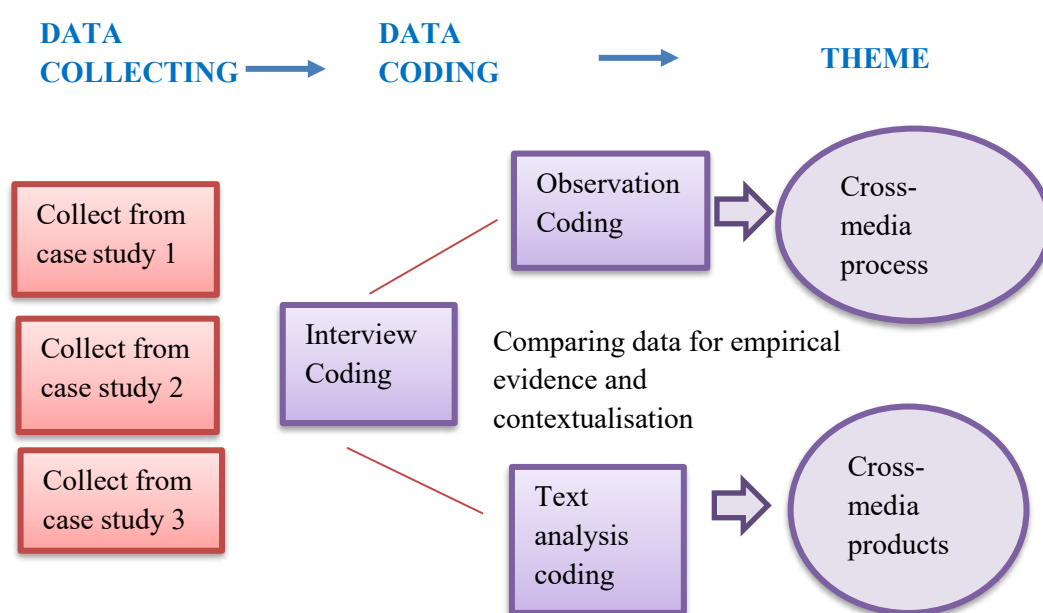 DATA
COLLECTING
DATA
CODING
THEME
Collect from
case study 1
Collect from
case study 2
Collect from
case study 3
Interview
Coding
Observation
Coding
Comparing data for empirical
evidence and
contextualisation
Text
analysis
coding
Cross-
media
process
Cross-
media
products